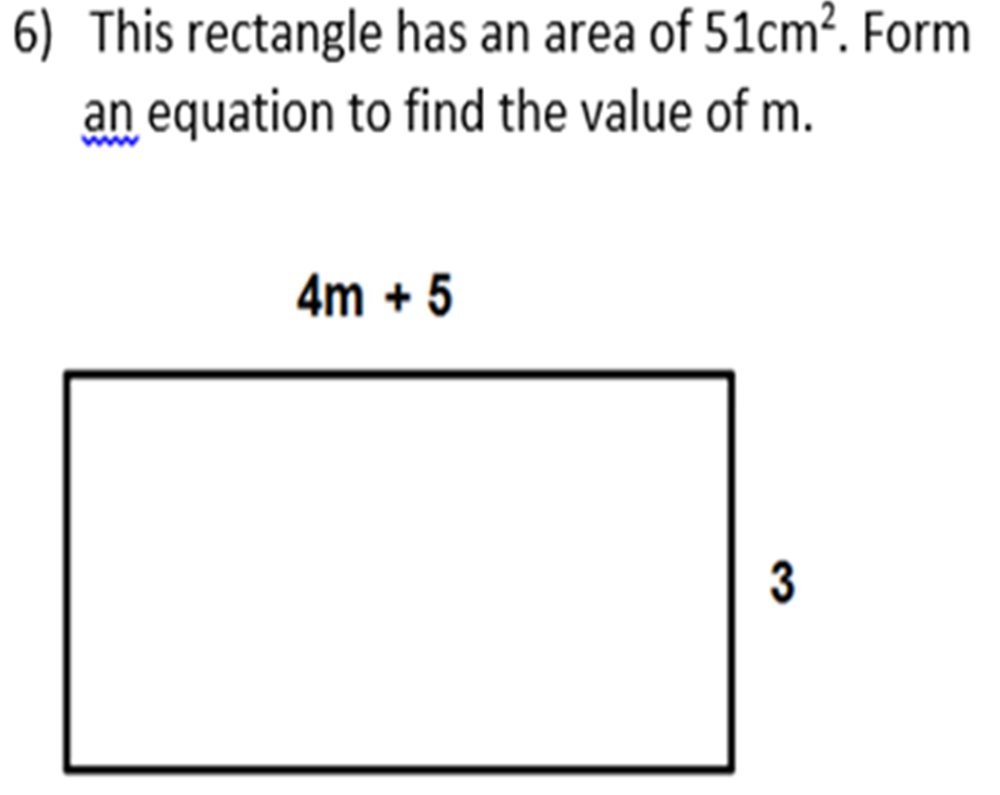 6) This rectangle has an area of 51cm². Form
an equation to find the value of m.
4m + 5
3